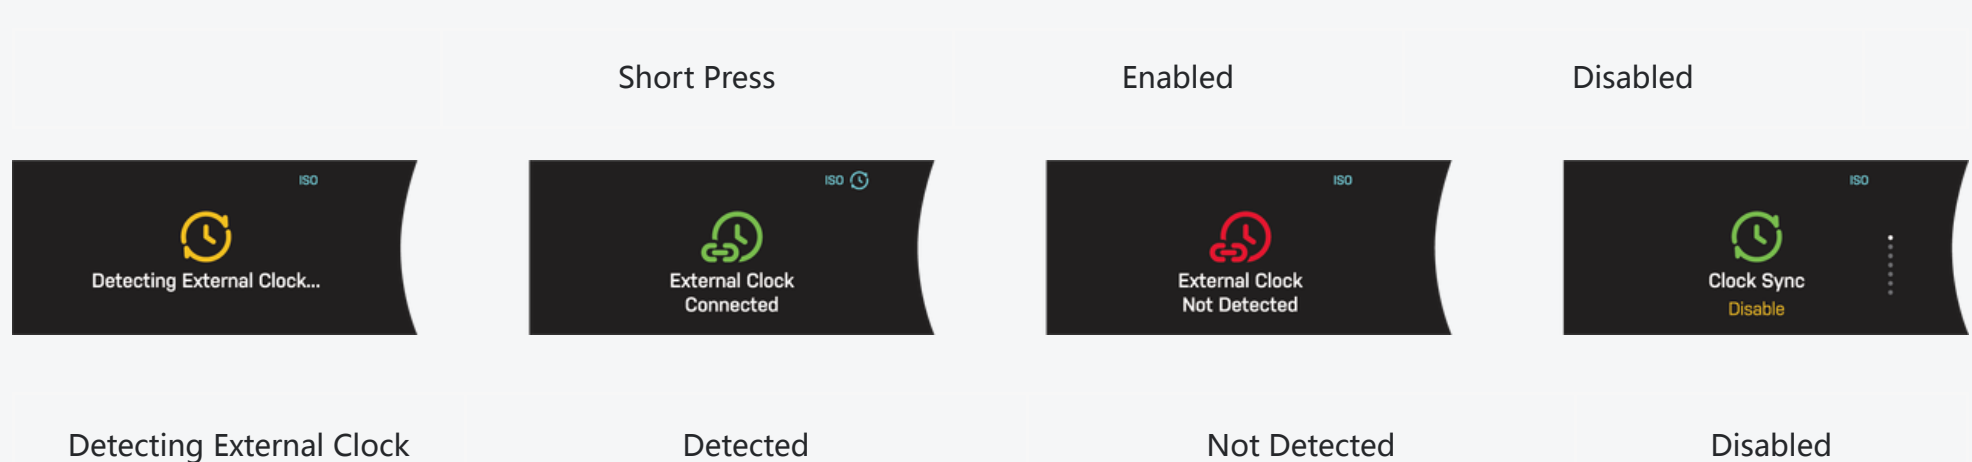 Short Press
Enabled
Disabled
ISO
Detecting External Clock...
ISO
External Clock
Connected
ISO
External Clock
Not Detected
ISO
Clock Sync
Disable
Detecting External Clock
Detected
Not Detected
Disabled